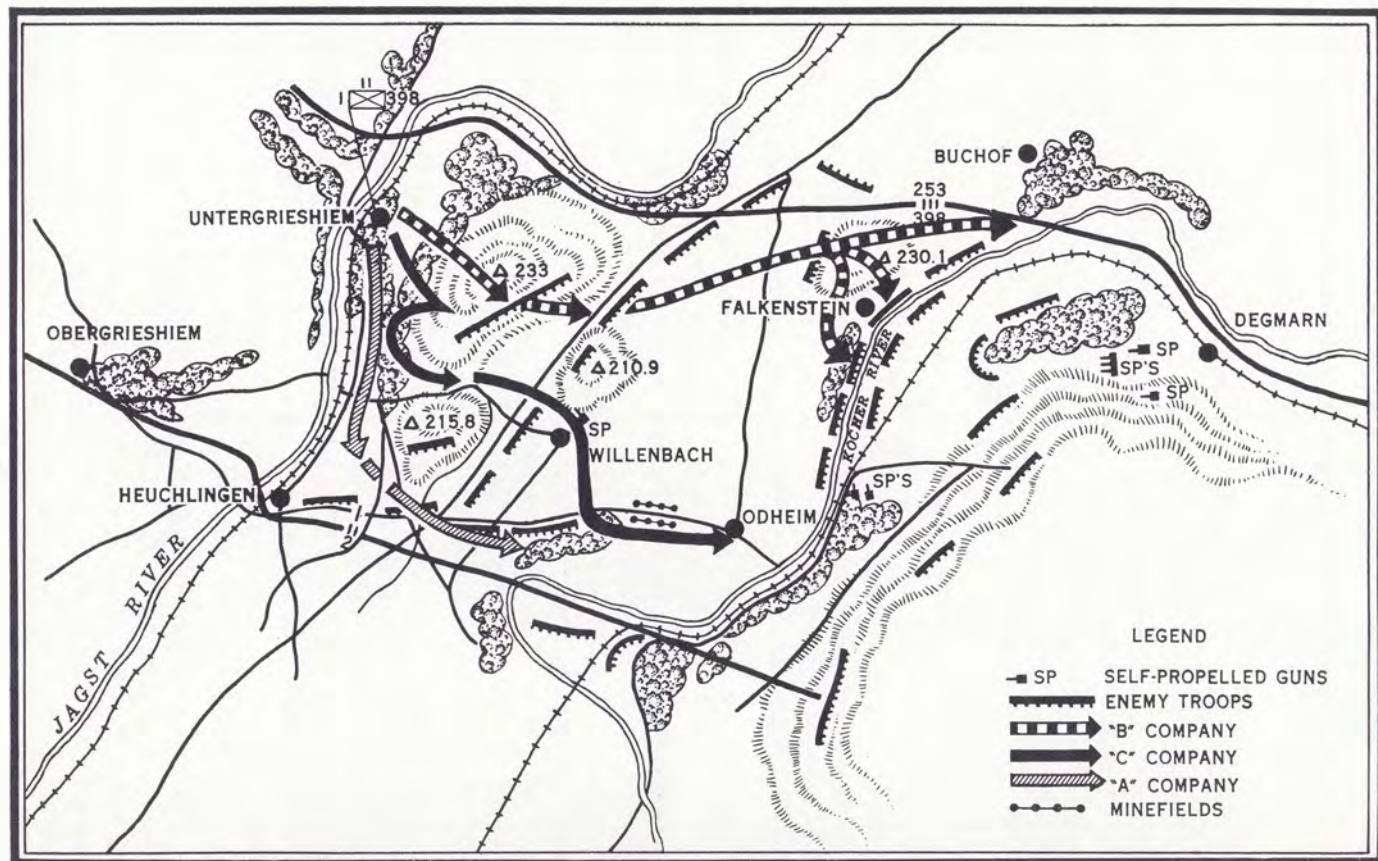 II
I 398
UNTERGRIESHIEM
OBERGRIESHIEM
HEUCHLINGEN
JAGST RIVER
△ 233
△ 215.8
△ 210.9
SP
WILLENBACH
ODHEIM
BUCHOF
253
III
398
△ 230.1
FALKENSTEIN
KOCHER RIVER
DEGMARN
SP
SP'S
SP
SP'S
LEGEND
SP SELF-PROPELLED GUNS
ENEMY TROOPS
"B" COMPANY
"C" COMPANY
"A" COMPANY
MINEFIELDS